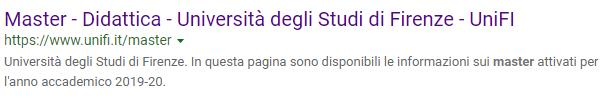 Master - Didattica - Università degli Studi di Firenze - UniFI
https://www.unifi.it/master
Università degli Studi di Firenze. In questa pagina sono disponibili le informazioni sui master attivati per
l'anno accademico 2019-20.